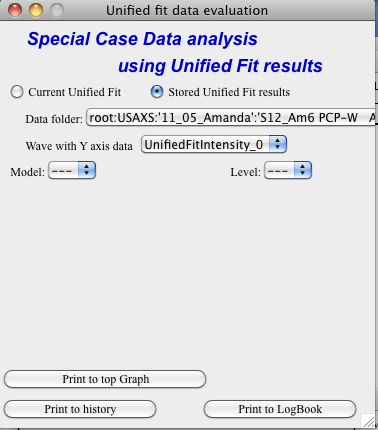 Unified fit data evaluation
Special Case Data analysis
using Unified Fit results
Current Unified Fit Stored Unified Fit results
Data folder: root:USAXS:'11_05_Amanda':'S12_Am6 PCP-W A
Wave with Y axis data UnifiedFitIntensity_0
Model: --- Level: ---
Print to top Graph
Print to history Print to LogBook